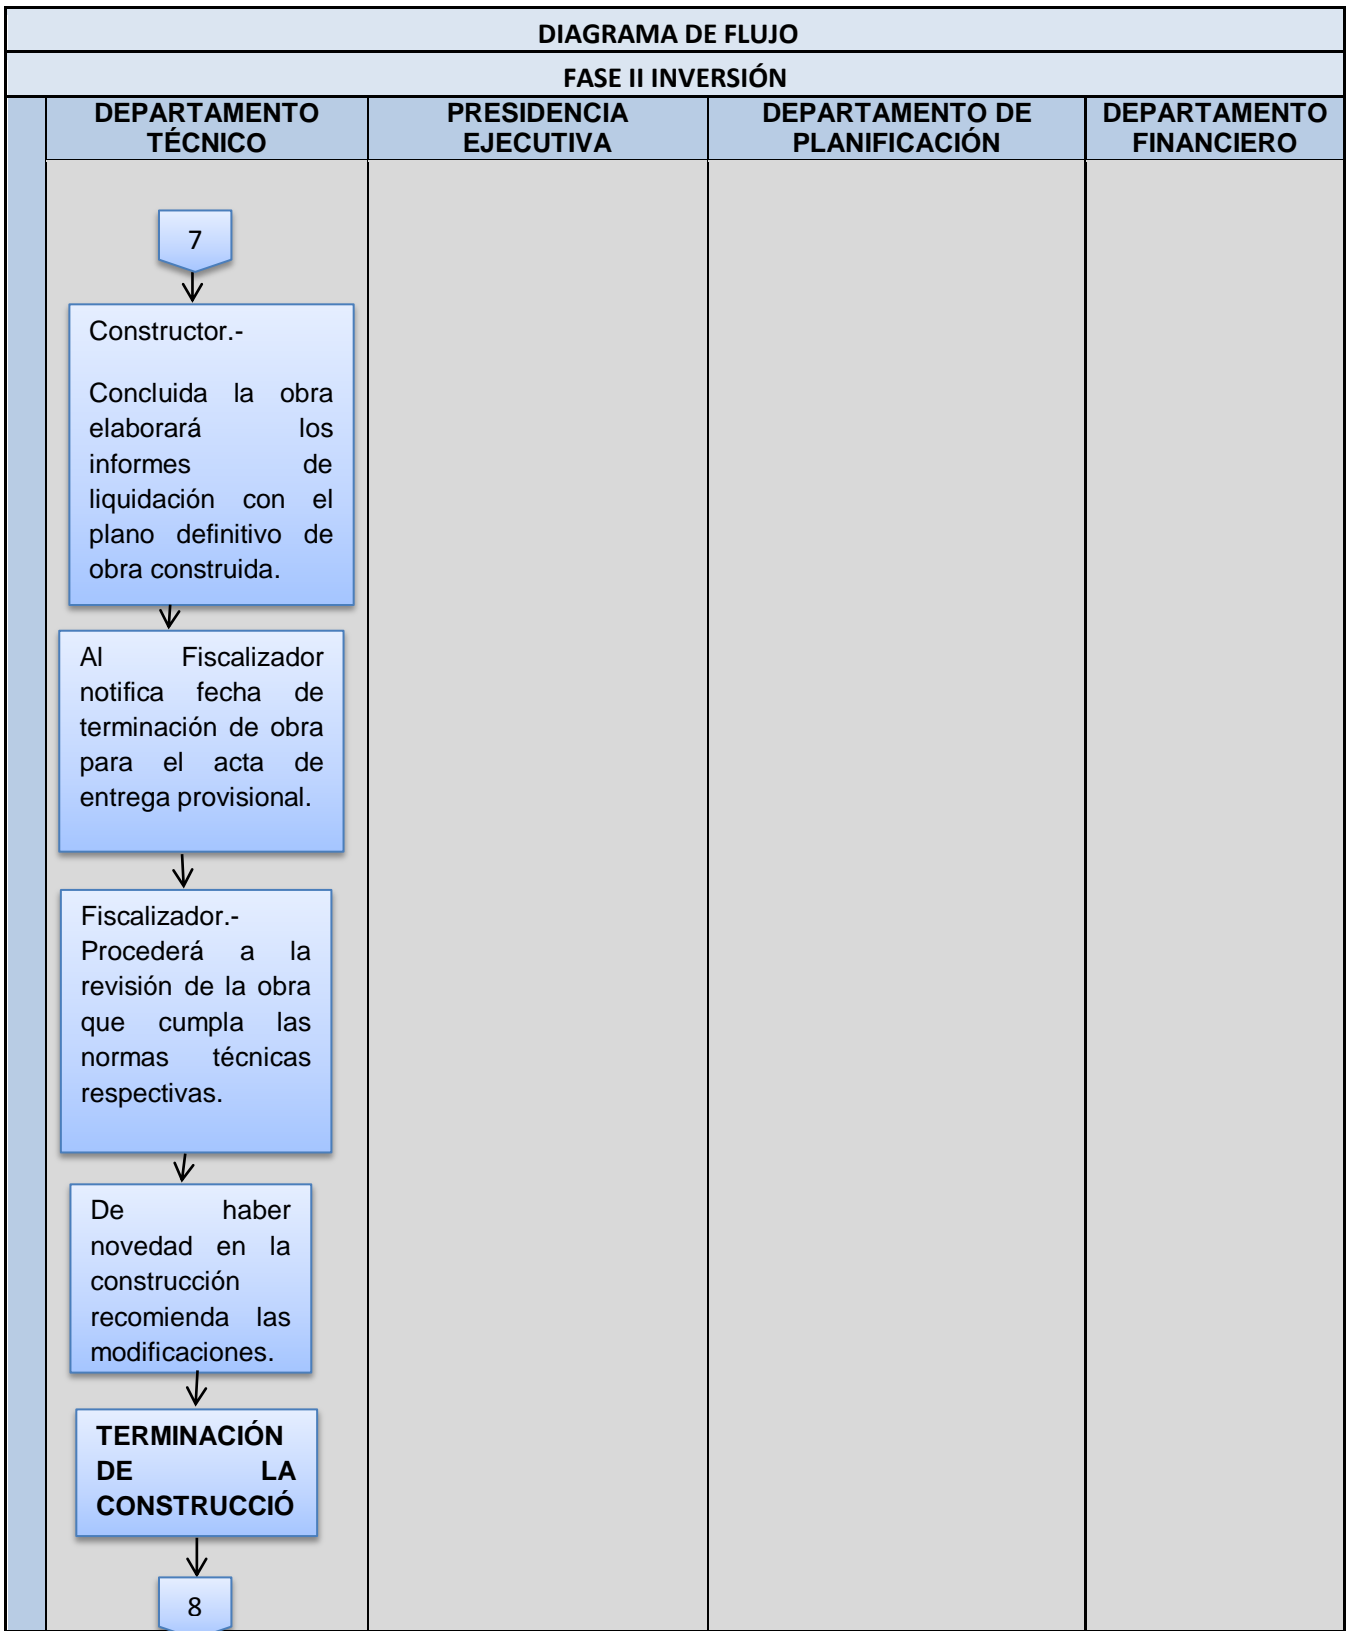 DIAGRAMA DE FLUJO
FASE II INVERSIÓN
DEPARTAMENTO
TÉCNICO
PRESIDENCIA
EJECUTIVA
DEPARTAMENTO DE
PLANIFICACIÓN
DEPARTAMENTO
FINANCIERO
7
Constructor.-
Concluida la obra
elaborará los
informes de
liquidación con el
plano definitivo de
obra construida.
Al Fiscalizador
notifica fecha de
terminación de obra
para el acta de
entrega provisional.
Fiscalizador.-
Procederá a la
revisión de la obra
que cumpla las
normas técnicas
respectivas.
De haber
novedad en la
construcción
recomienda las
modificaciones.
TERMINACIÓN
DE LA
CONSTRUCCIÓ
8